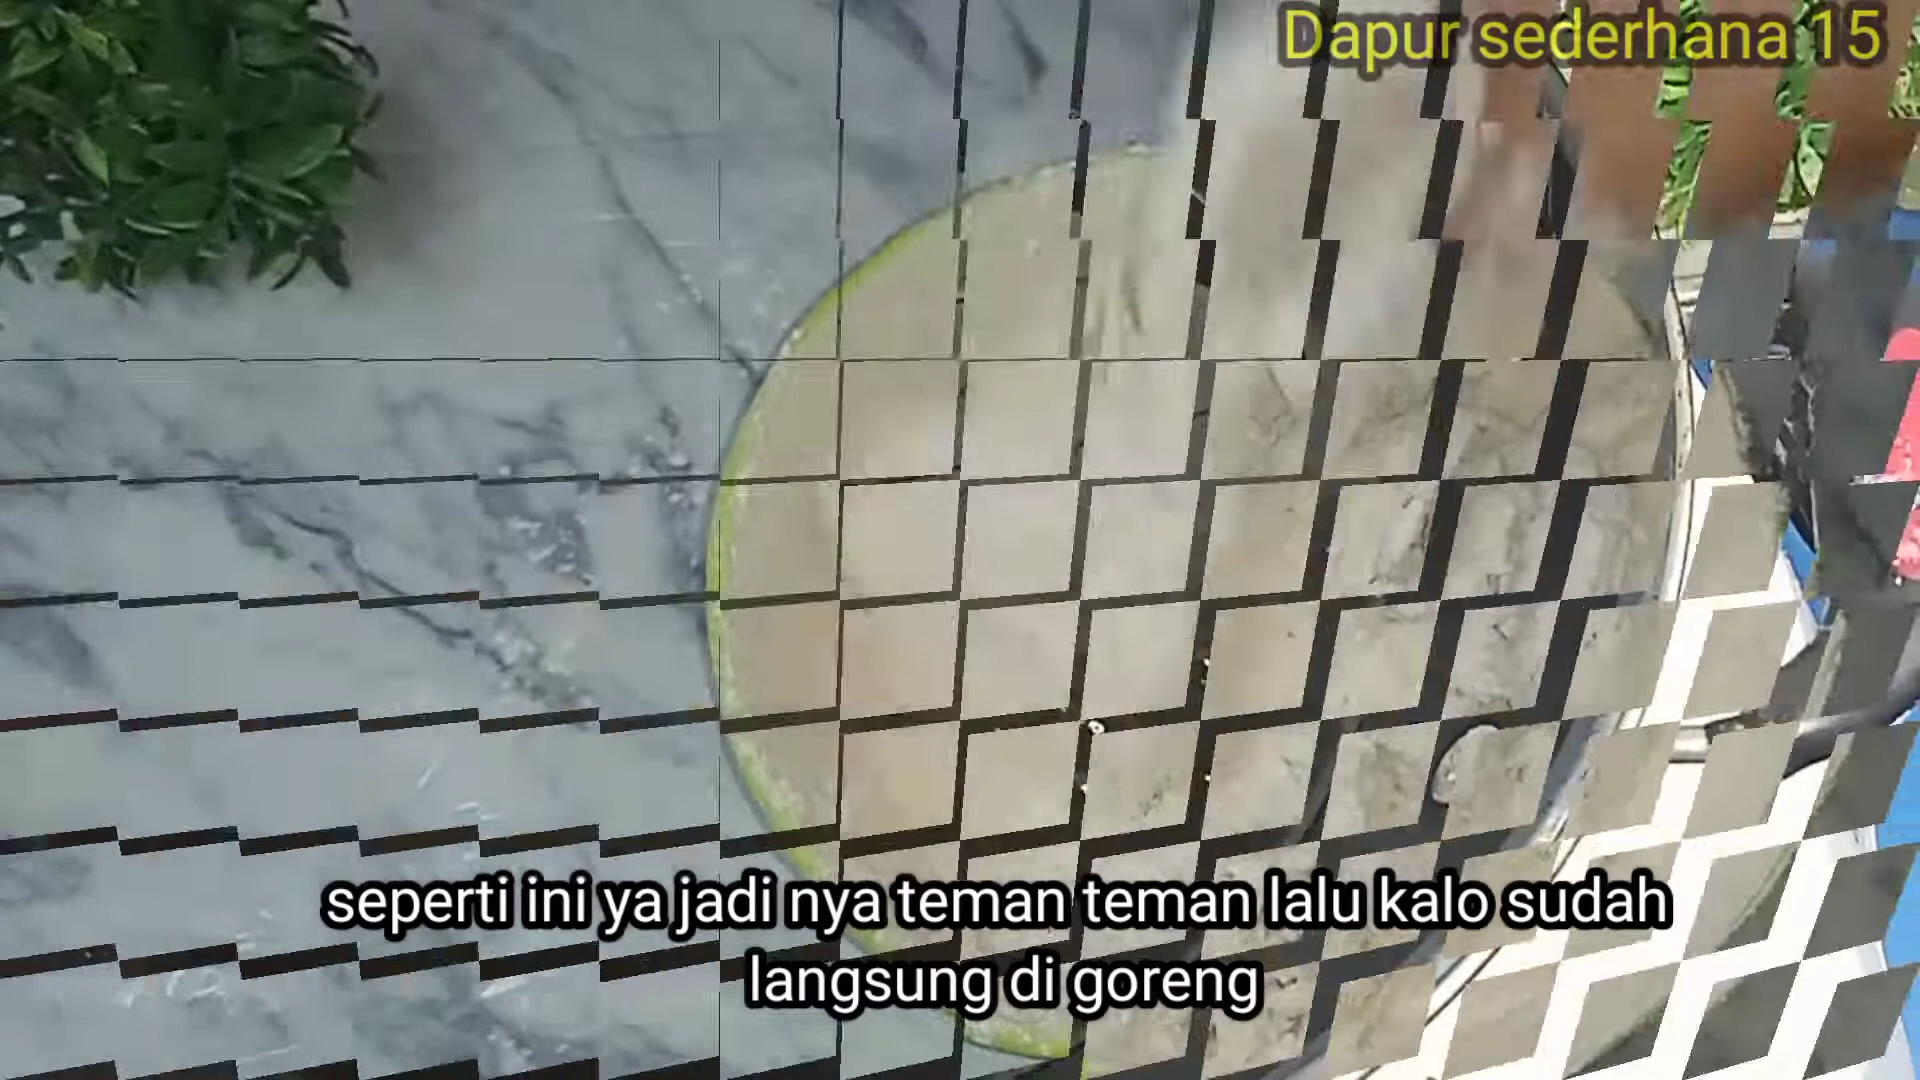 Dapur sederhana 15
seperti ini ya jadi nya teman teman lalu kalo sudah
langsung di goreng